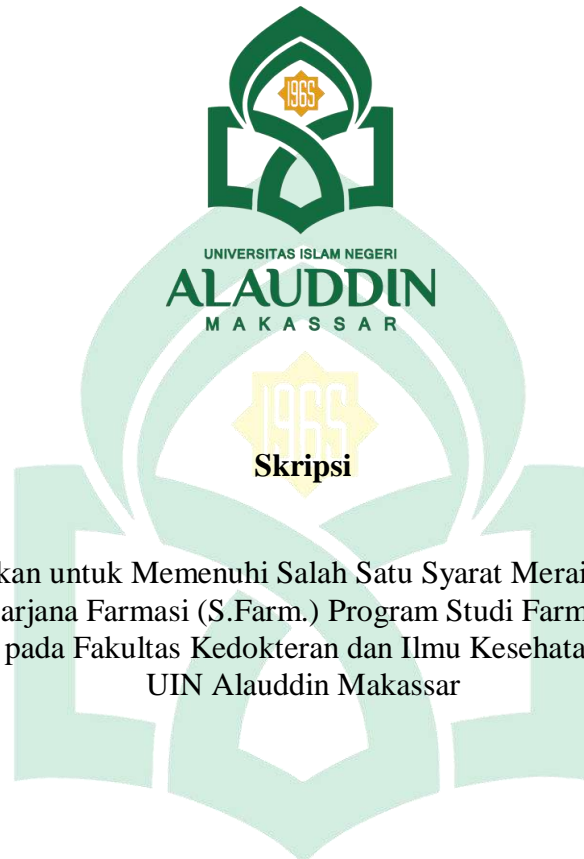 1965
UNIVERSITAS ISLAM NEGERI
ALAUDDIN
MAKASSAR
1965
Skripsi
kan untuk Memenuhi Salah Satu Syarat Merai
arjana Farmasi (S.Farm.) Program Studi Farm
pada Fakultas Kedokteran dan Ilmu Kesehata
UIN Alauddin Makassar